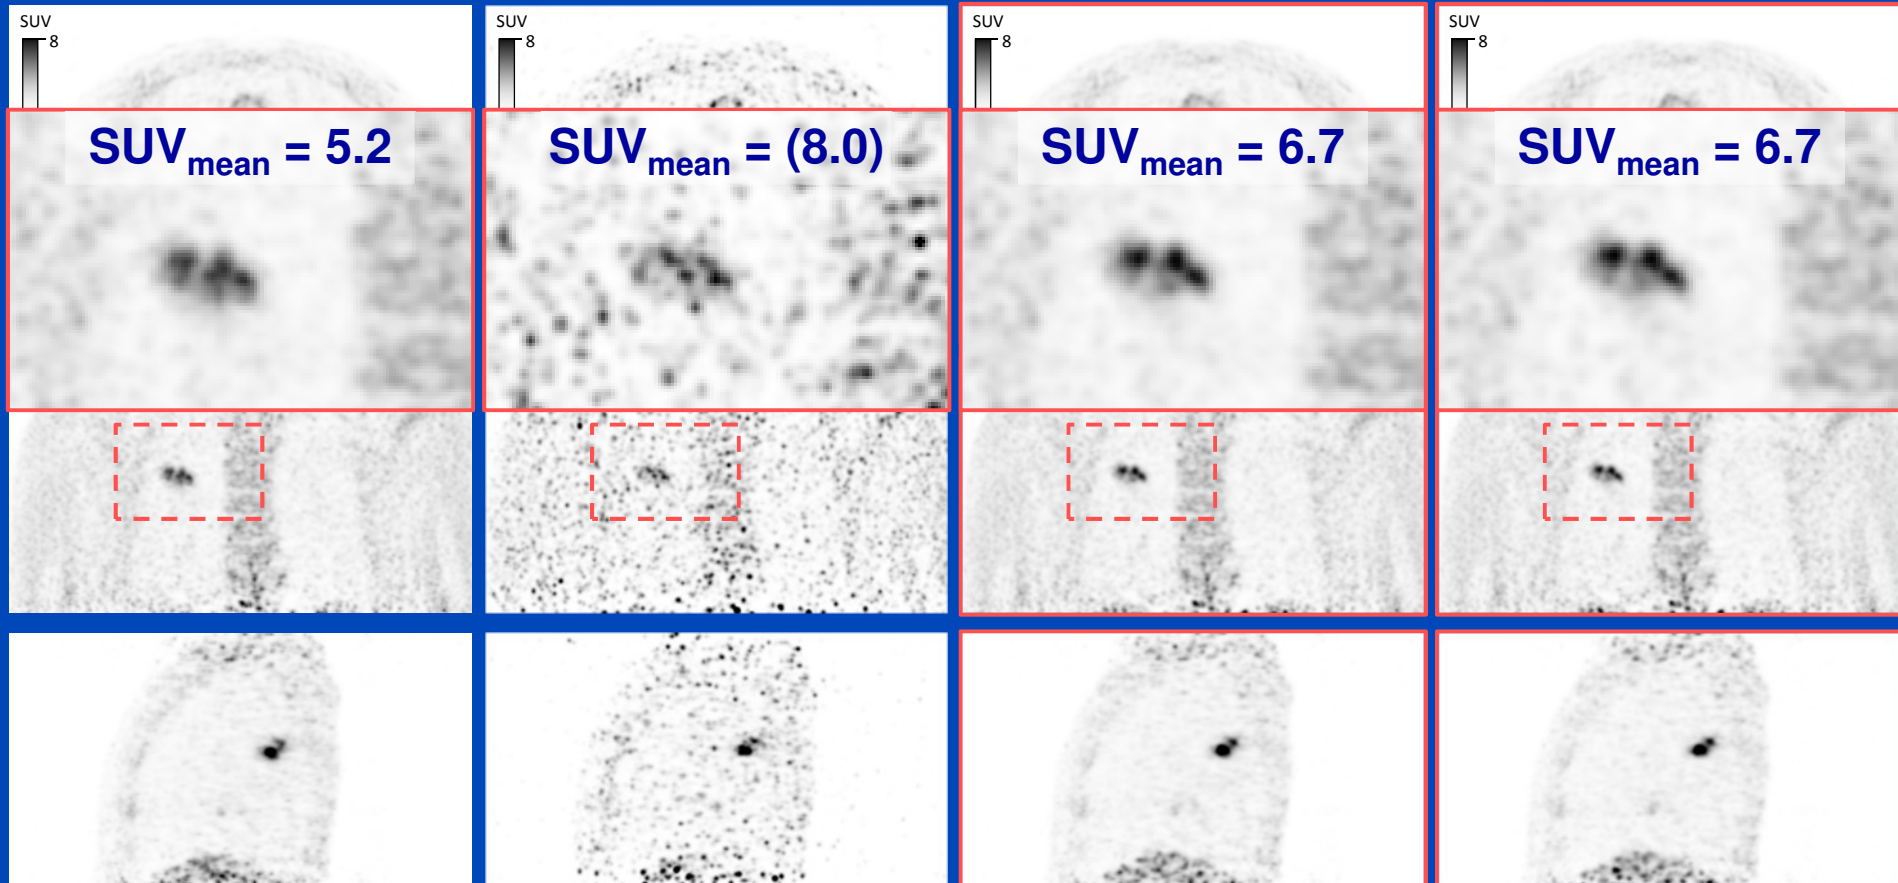 SUV SUV SUV SUV
8 8 8 8
SUVmean = 5.2 SUVmean = (8.0) SUVmean = 6.7 SUVmean = 6.7